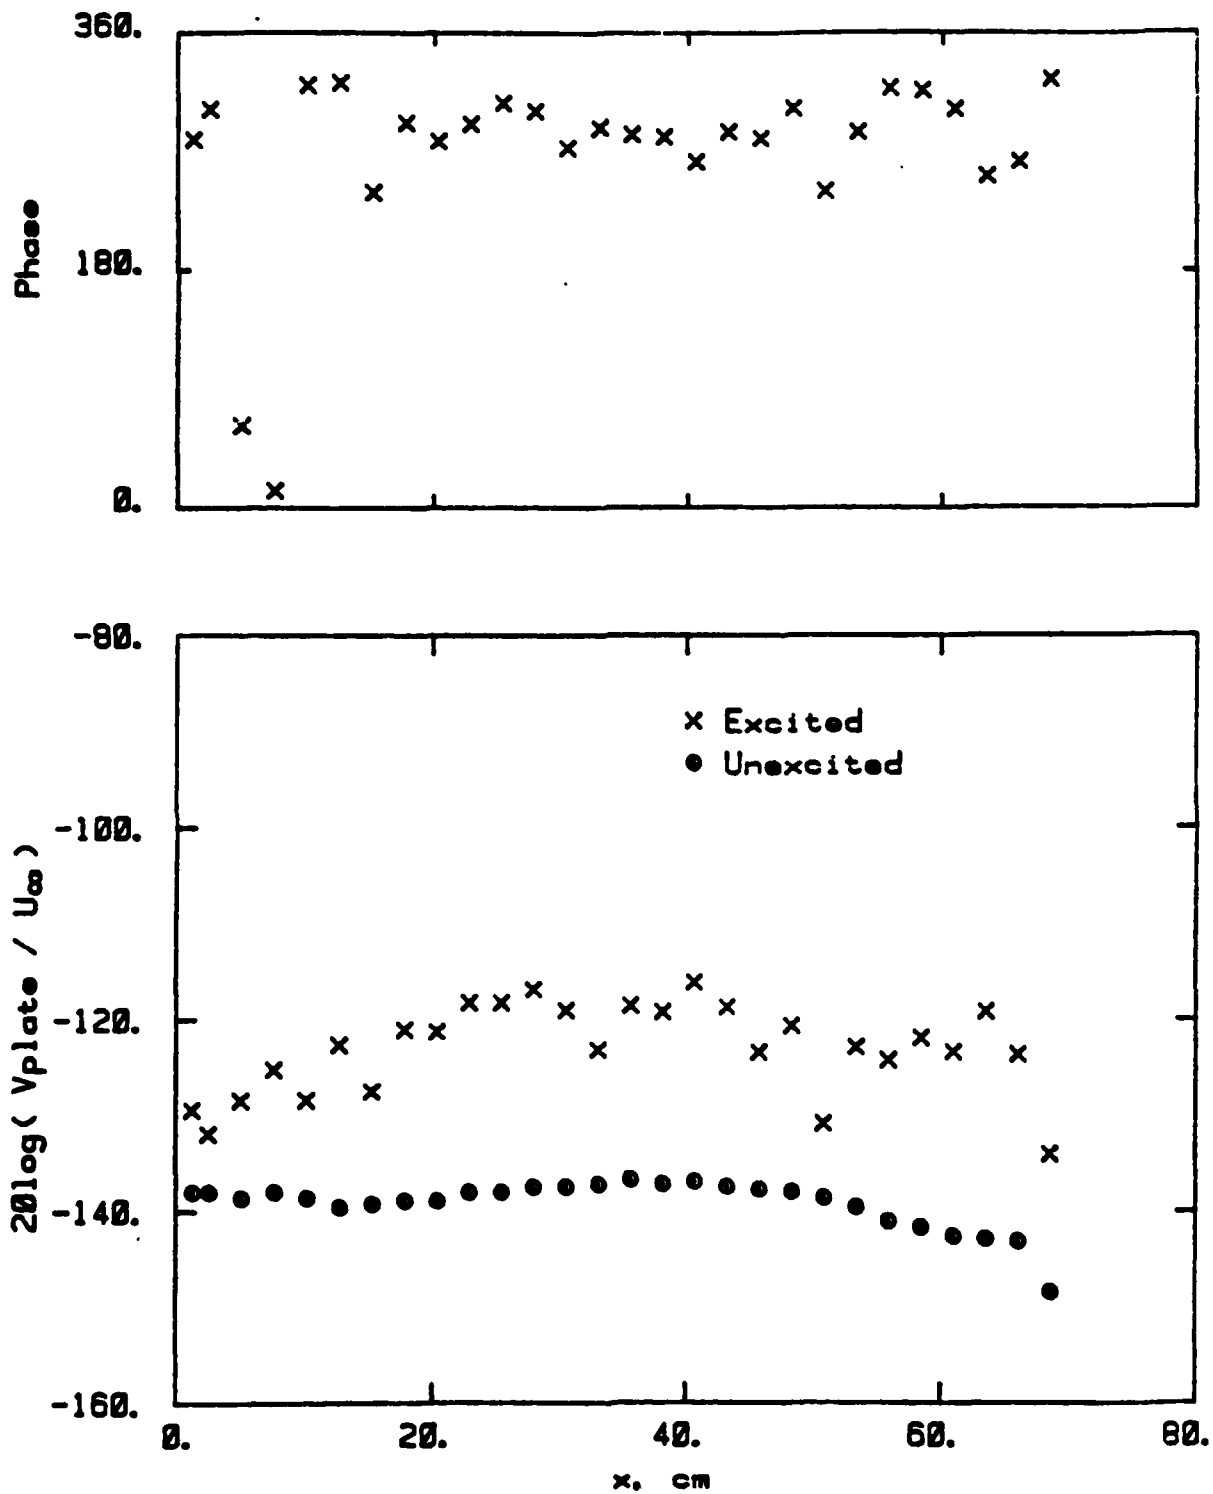 360.
180.
0.
Phase
-80.
-100.
-120.
-140.
-160.
20log( Vplate / U∞ )
× Excited
● Unexcited
0. 20. 40. 60. 80.
x, cm